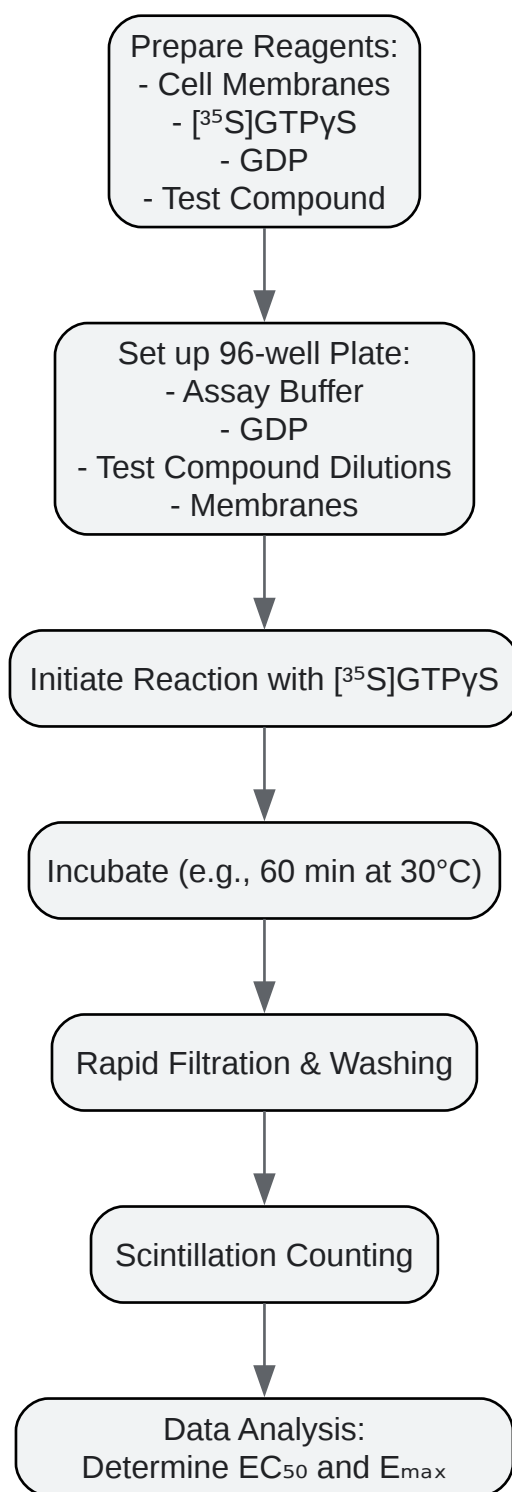 Prepare Reagents:
- Cell Membranes
- [³⁵S]GTPγS
- GDP
- Test Compound
Set up 96-well Plate:
- Assay Buffer
- GDP
- Test Compound Dilutions
- Membranes
Initiate Reaction with [³⁵S]GTPγS
Incubate (e.g., 60 min at 30°C)
Rapid Filtration & Washing
Scintillation Counting
Data Analysis:
Determine EC₅₀ and Eₘₐₓ